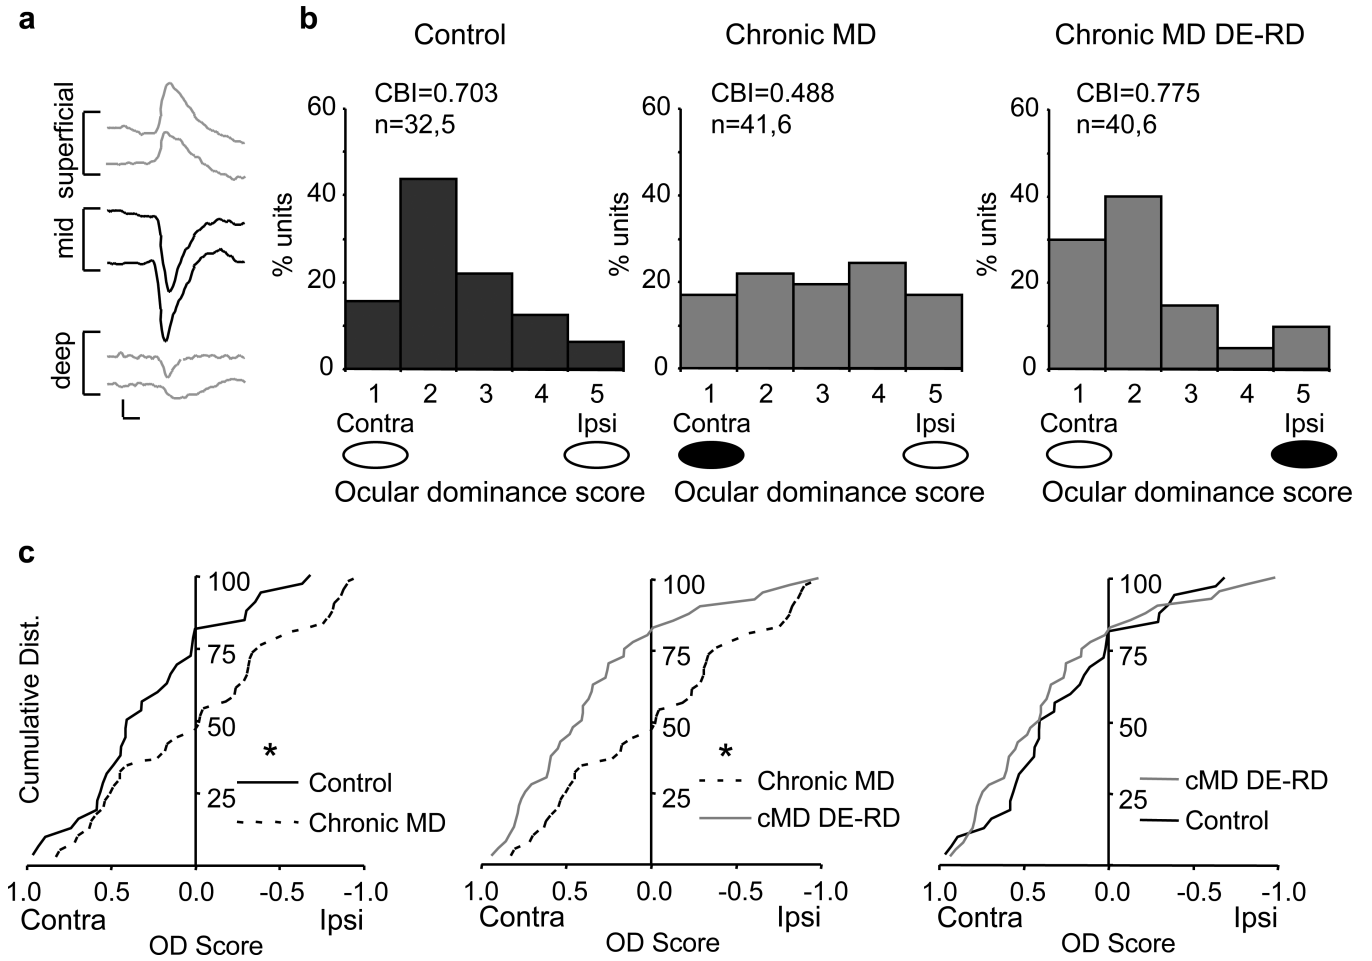 a
superficial
mid
deep
b
Control
Chronic MD
Chronic MD DE-RD
CBI=0.703
n=32,5
CBI=0.488
n=41,6
CBI=0.775
n=40,6
% units
60
40
20
0
1 2 3 4 5
Contra Ipsi
Ocular dominance score
% units
60
40
20
0
1 2 3 4 5
Contra Ipsi
Ocular dominance score
% units
60
40
20
0
1 2 3 4 5
Contra Ipsi
Ocular dominance score
c
Cumulative Dist.
100
75
50
25
*
Control
Chronic MD
1.0 0.5 0.0 -0.5 -1.0
Contra Ipsi
OD Score
100
75
50
25
*
Chronic MD
cMD DE-RD
1.0 0.5 0.0 -0.5 -1.0
Contra Ipsi
OD Score
100
75
50
25
cMD DE-RD
Control
1.0 0.5 0.0 -0.5 -1.0
Contra Ipsi
OD Score